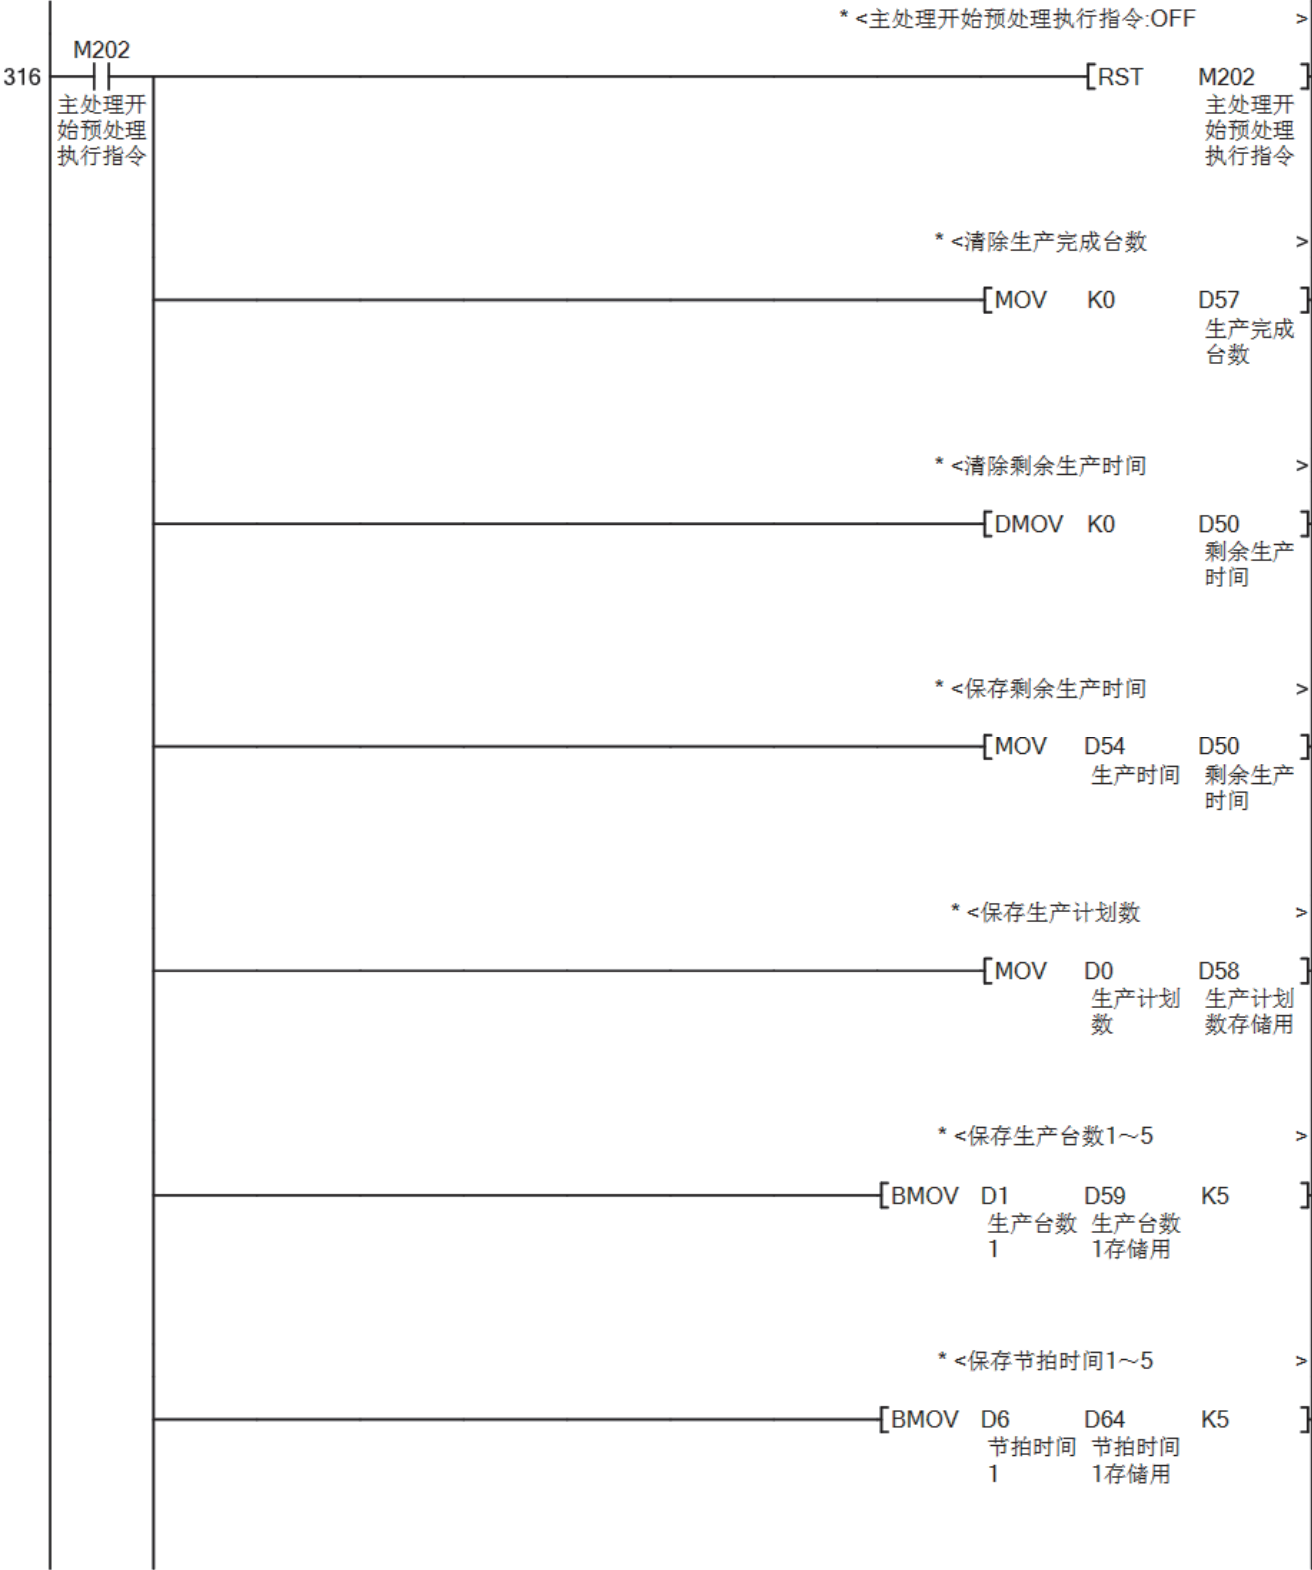 * <主处理开始预处理执行指令:OFF >
M202
316 [RST M202 ]
主处理开 主处理开
始预处理 始预处理
执行指令 执行指令
* <清除生产完成台数 >
[MOV K0 D57 ]
生产完成
台数
* <清除剩余生产时间 >
[DMOV K0 D50 ]
剩余生产
时间
* <保存剩余生产时间 >
[MOV D54 D50 ]
生产时间 剩余生产
时间
* <保存生产计划数 >
[MOV D0 D58 ]
生产计划 生产计划
数 数存储用
* <保存生产台数1～5 >
[BMOV D1 D59 K5 ]
生产台数 生产台数
1 1存储用
* <保存节拍时间1～5 >
[BMOV D6 D64 K5 ]
节拍时间 节拍时间
1 1存储用